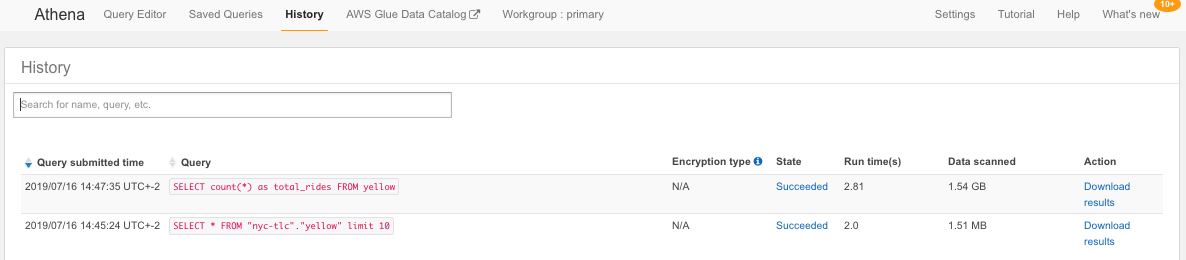 Athena Query Editor Saved Queries History AWS Glue Data Catalog Workgroup : primary Settings Tutorial Help What's new 10+
History
Search for name, query, etc.
Query submitted time Query Encryption type State Run time(s) Data scanned Action
2019/07/16 14:47:35 UTC+-2 SELECT count(*) as total_rides FROM yellow N/A Succeeded 2.81 1.54 GB Download
results
2019/07/16 14:45:24 UTC+-2 SELECT * FROM "nyc-tlc"."yellow" limit 10 N/A Succeeded 2.0 1.51 MB Download
results